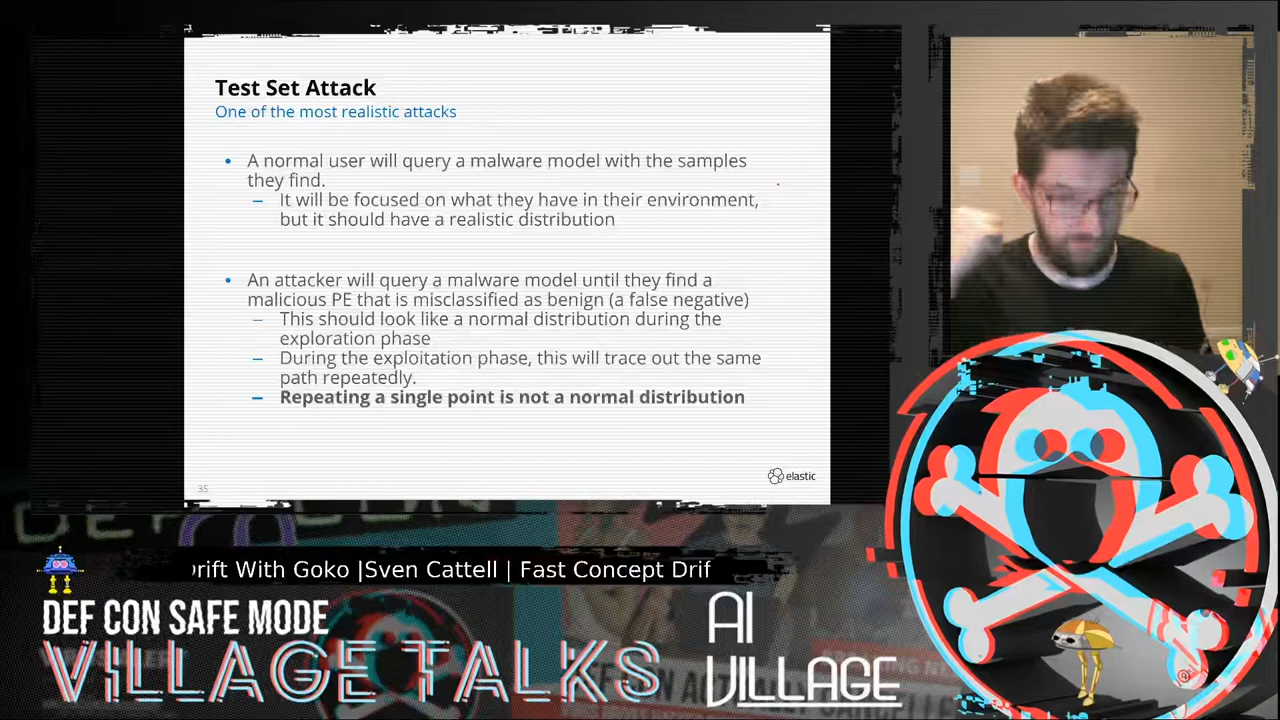 Test Set Attack
One of the most realistic attacks
• A normal user will query a malware model with the samples
they find.
– It will be focused on what they have in their environment,
but it should have a realistic distribution
• An attacker will query a malware model until they find a
malicious PE that is misclassified as benign (a false negative)
– This should look like a normal distribution during the
exploration phase
– During the exploitation phase, this will trace out the same
path repeatedly.
– Repeating a single point is not a normal distribution
35
elastic
rift With Goko |Sven Cattell | Fast Concept Drif
DEF CON SAFE MODE
VILLAGE TALKS
AI
VILLAGE